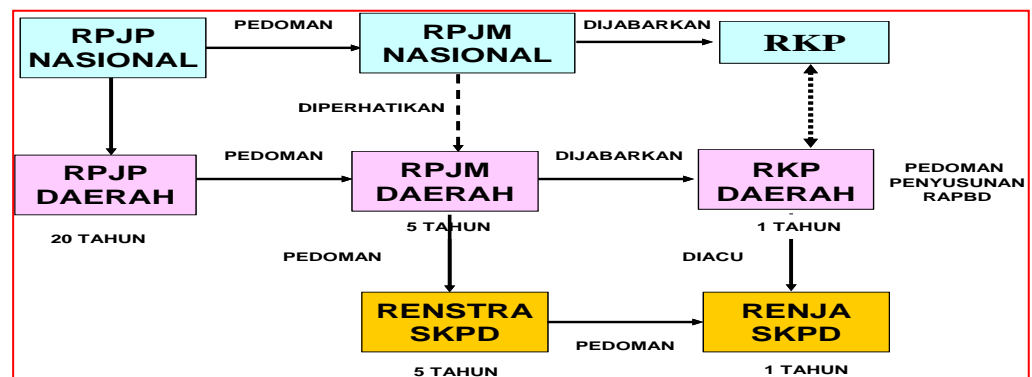 RPJP
NASIONAL
PEDOMAN
RPJM
NASIONAL
DIJABARKAN
RKP
DIPERHATIKAN
RPJP
DAERAH
PEDOMAN
RPJM
DAERAH
DIJABARKAN
RKP
DAERAH
PEDOMAN
PENYUSUNAN
RAPBD
20 TAHUN
5 TAHUN
1 TAHUN
PEDOMAN
DIACU
RENSTRA
SKPD
PEDOMAN
RENJA
SKPD
5 TAHUN
1 TAHUN